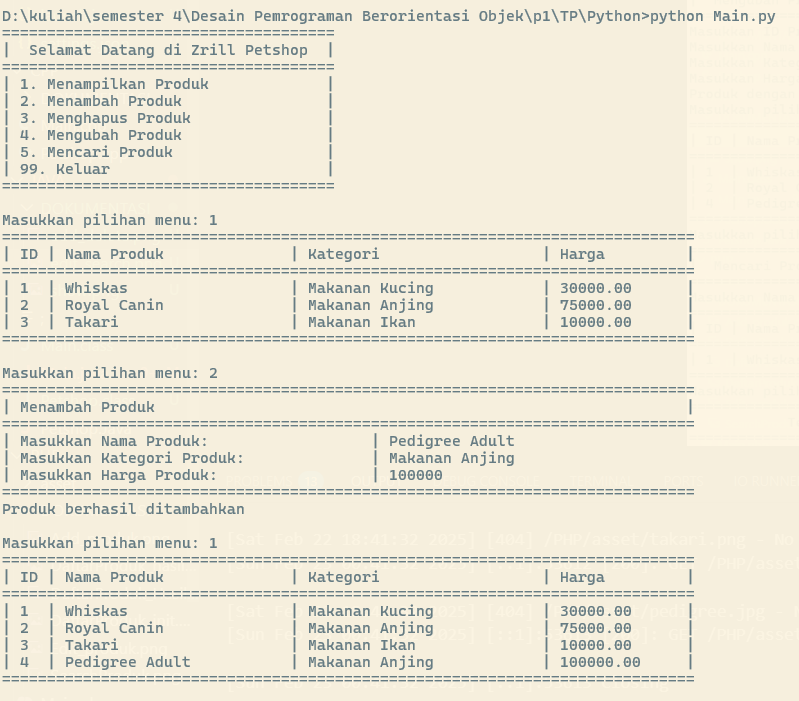 D:\kuliah\semester 4\Desain Pemrograman Berorientasi Objek\p1\TP\Python>python Main.py
=====================================
|  Selamat Datang di Zrill Petshop  |
=====================================
| 1. Menampilkan Produk             |
| 2. Menambah Produk                |
| 3. Menghapus Produk               |
| 4. Mengubah Produk                |
| 5. Mencari Produk                 |
| 99. Keluar                        |
=====================================

Masukkan pilihan menu: 1
=============================================================================
| ID | Nama Produk              | Kategori                  | Harga         |
=============================================================================
| 1  | Whiskas                  | Makanan Kucing            | 30000.00      |
| 2  | Royal Canin              | Makanan Anjing            | 75000.00      |
| 3  | Takari                   | Makanan Ikan              | 10000.00      |
=============================================================================

Masukkan pilihan menu: 2
=============================================================================
| Menambah Produk                                                           |
=============================================================================
| Masukkan Nama Produk:                  | Pedigree Adult
| Masukkan Kategori Produk:              | Makanan Anjing
| Masukkan Harga Produk:                 | 100000
=============================================================================
Produk berhasil ditambahkan

Masukkan pilihan menu: 1
=============================================================================
| ID | Nama Produk              | Kategori                  | Harga         |
=============================================================================
| 1  | Whiskas                  | Makanan Kucing            | 30000.00      |
| 2  | Royal Canin              | Makanan Anjing            | 75000.00      |
| 3  | Takari                   | Makanan Ikan              | 10000.00      |
| 4  | Pedigree Adult           | Makanan Anjing            | 100000.00     |
=============================================================================